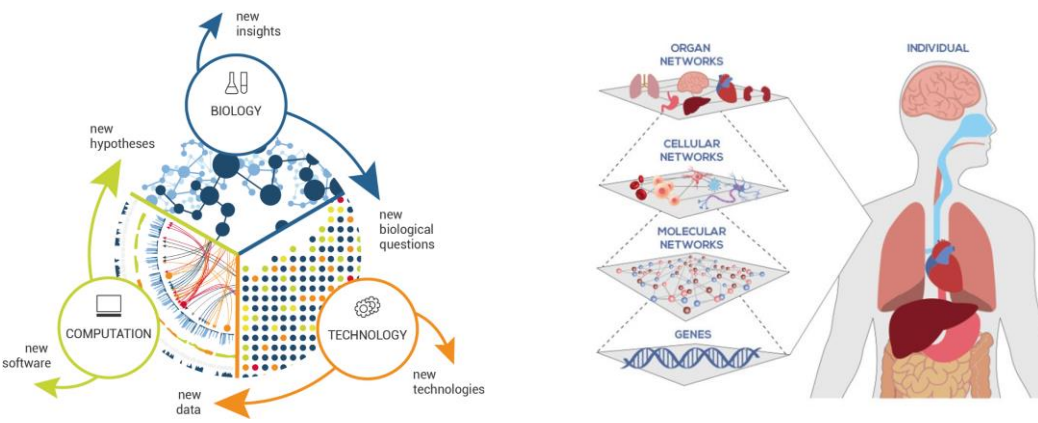 new
insights
BIOLOGY
new
hypotheses
new
biological
questions
COMPUTATION
TECHNOLOGY
new
software
new
technologies
new
data
ORGAN
NETWORKS
INDIVIDUAL
CELLULAR
NETWORKS
MOLECULAR
NETWORKS
GENES